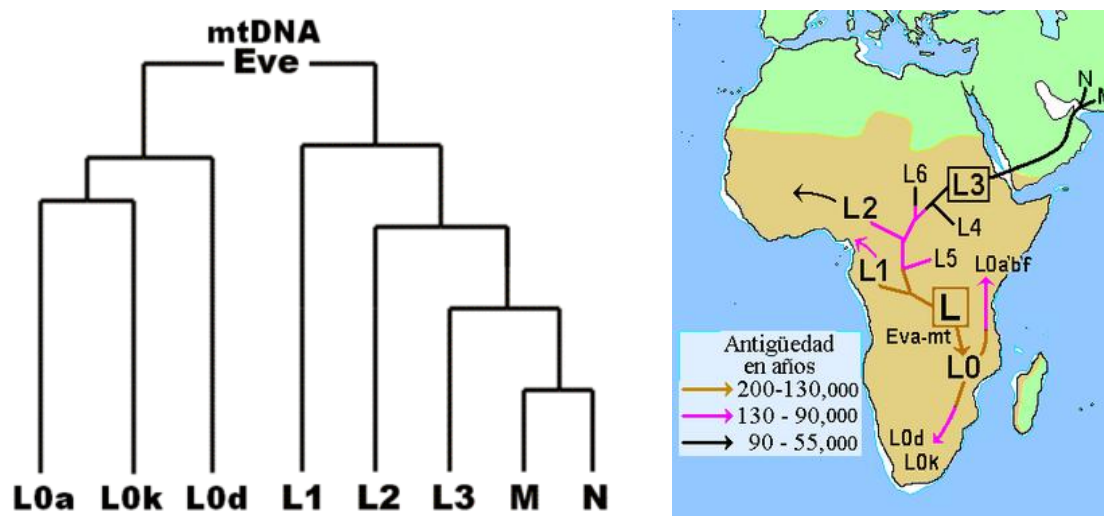 mtDNA
Eve
L0a L0k L0d L1 L2 L3 M N
N
M
L6
L3
L2
L4
L5
L0a'b'f
L1
L
Eva-mt
L0
Antigüedad
en años
200-130,000
130 - 90,000
90 - 55,000
L0d
L0K